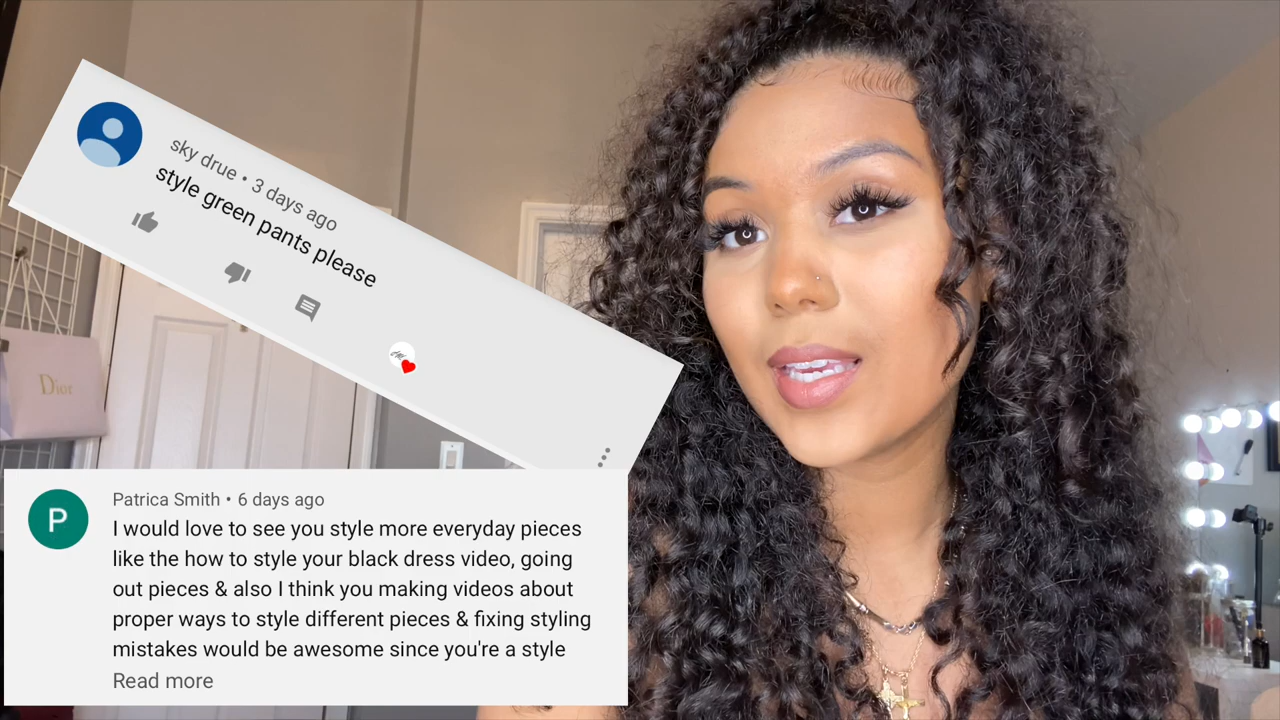 sky drue • 3 days ago
style green pants please
Dior
Patrica Smith • 6 days ago
I would love to see you style more everyday pieces
like the how to style your black dress video, going
out pieces & also I think you making videos about
proper ways to style different pieces & fixing styling
mistakes would be awesome since you're a style
Read more